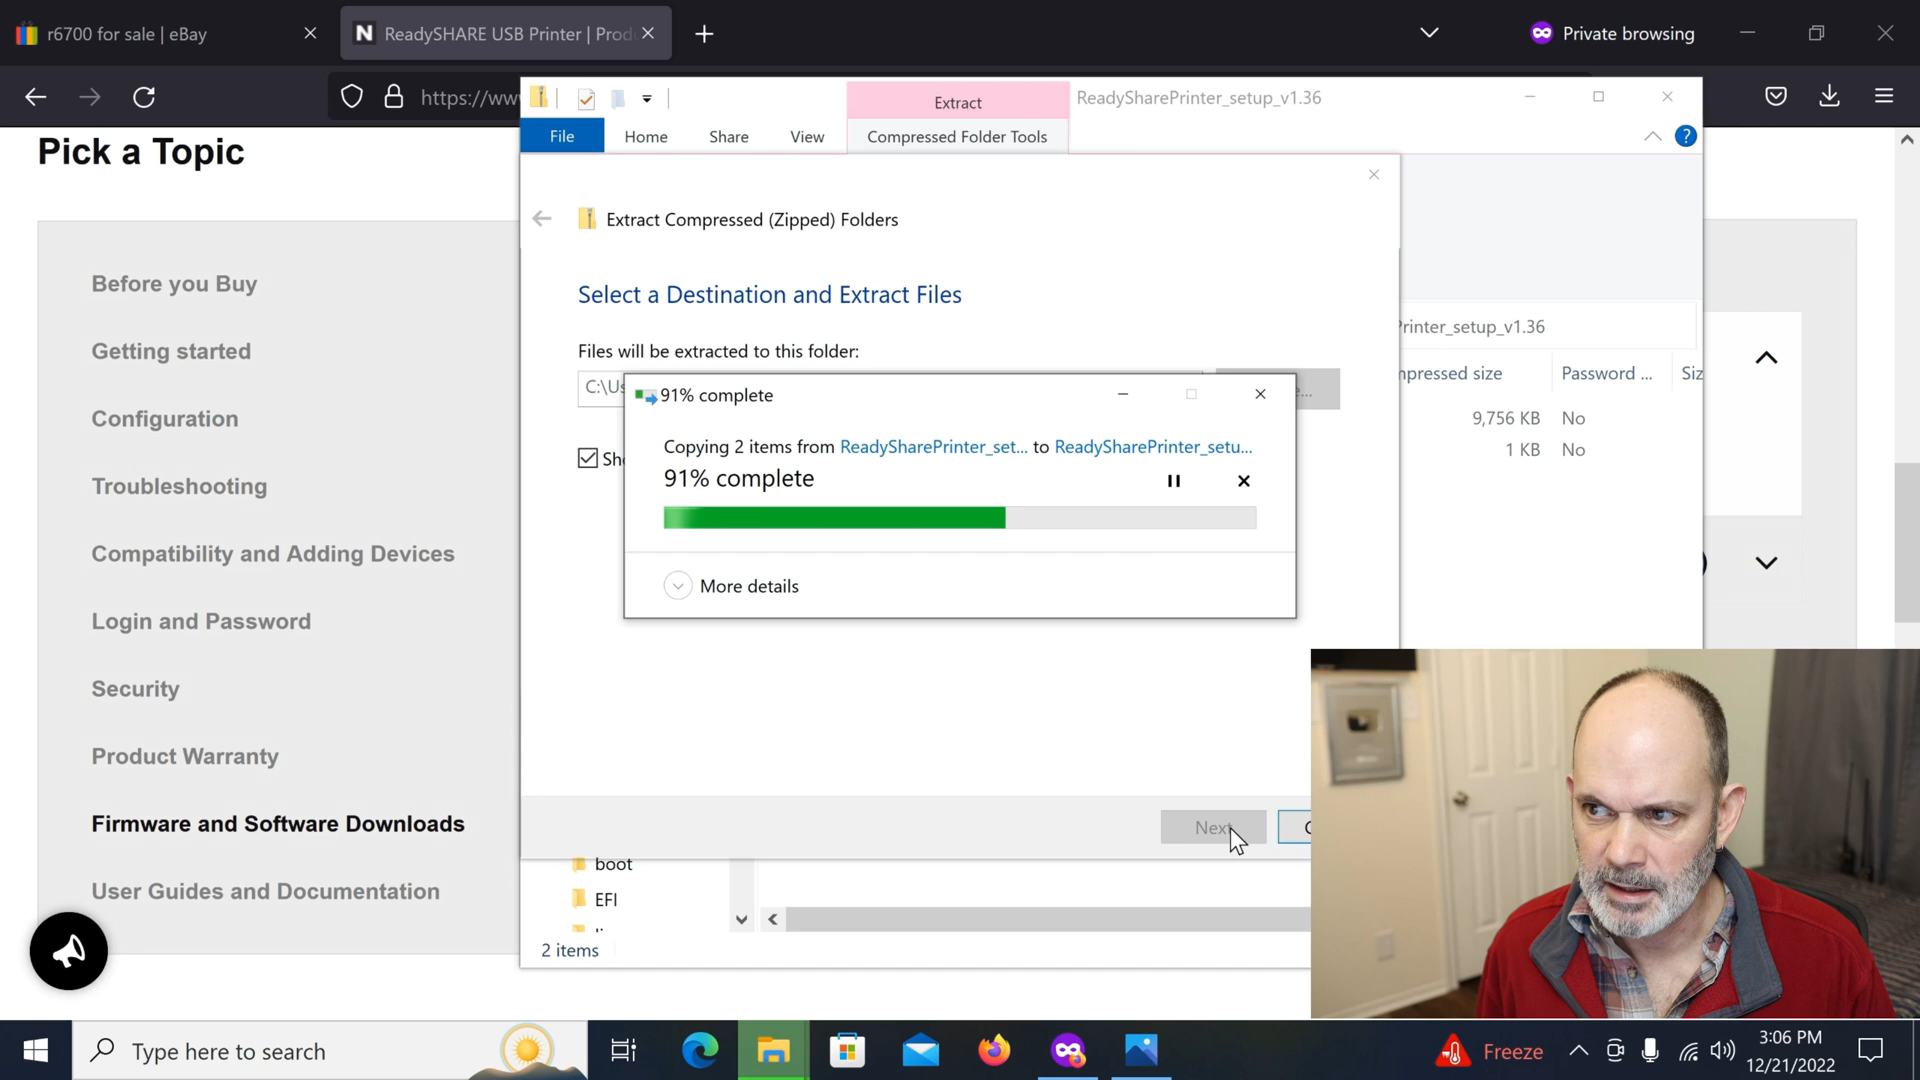 r6700 for sale | eBay
ReadySHARE USB Printer | Prod
Private browsing
https://ww
Extract
ReadySharePrinter_setup_v1.36
File
Home
Share
View
Compressed Folder Tools
?
Pick a Topic
Before you Buy
Getting started
Configuration
Troubleshooting
Compatibility and Adding Devices
Login and Password
Security
Product Warranty
Firmware and Software Downloads
User Guides and Documentation
Extract Compressed (Zipped) Folders
Select a Destination and Extract Files
Files will be extracted to this folder:
C:\Us
e...
Sho
91% complete
Copying 2 items from ReadySharePrinter_set... to ReadySharePrinter_setu...
91% complete
More details
Printer_setup_v1.36
mpressed size
Password ...
Siz
9,756 KB
No
1 KB
No
Next
C
boot
EFI
2 items
Type here to search
Freeze
3:06 PM
12/21/2022